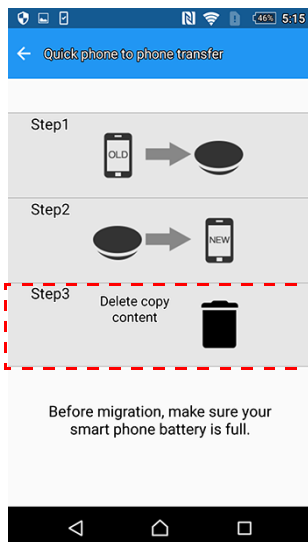 46% 5:15
Quick phone to phone transfer
Step1
OLD
Step2
NEW
Step3
Delete copy
content
Before migration, make sure your
smart phone battery is full.